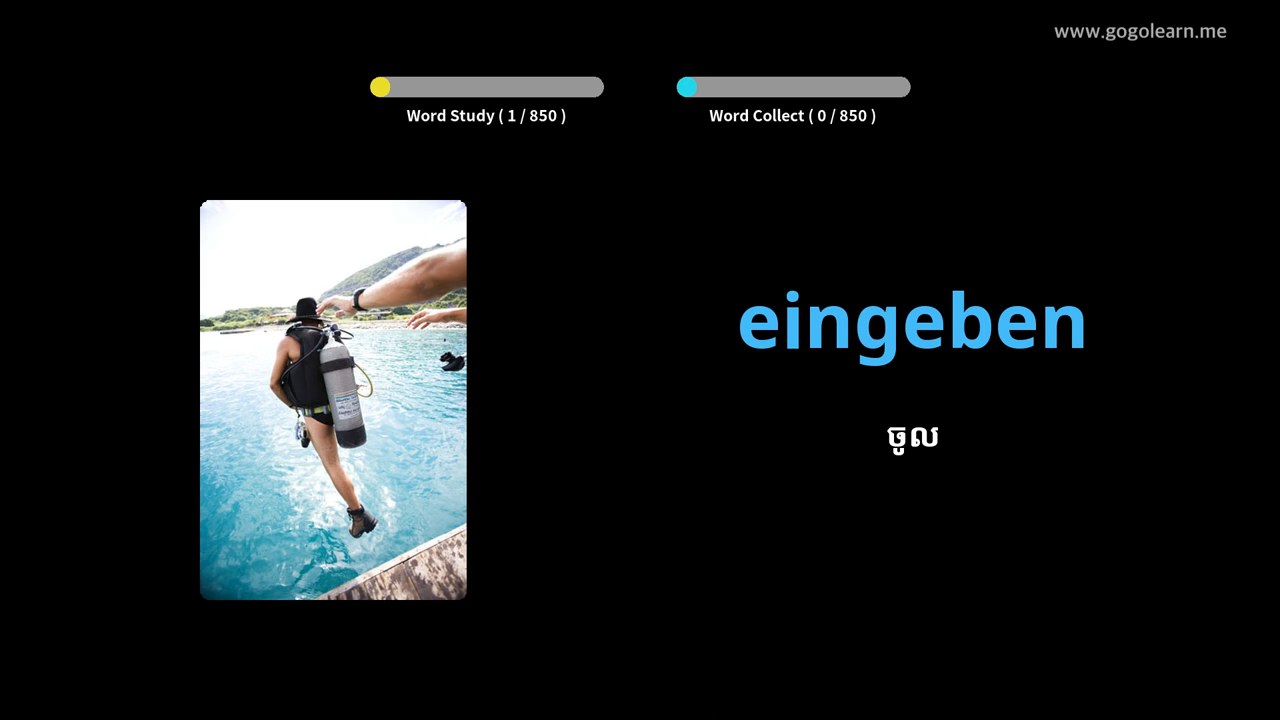 www.gogolearn.me
Word Study ( 1 / 850 )
Word Collect ( 0 / 850 )
eingeben
ចូល